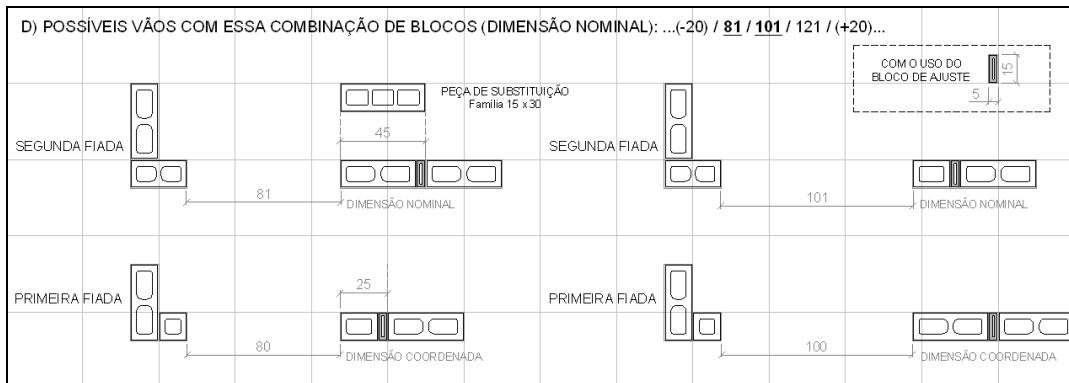 D) POSSÍVEIS VÃOS COM ESSA COMBINAÇÃO DE BLOCOS (DIMENSÃO NOMINAL): ...(-20) / 81 / 101 / 121 / (+20)...
COM O USO DO
BLOCO DE AJUSTE
15
5
PEÇA DE SUBSTITUIÇÃO
Família 15 x 30
45
SEGUNDA FIADA
81
DIMENSÃO NOMINAL
SEGUNDA FIADA
101
DIMENSÃO NOMINAL
PRIMEIRA FIADA
25
80
DIMENSÃO COORDENADA
PRIMEIRA FIADA
100
DIMENSÃO COORDENADA